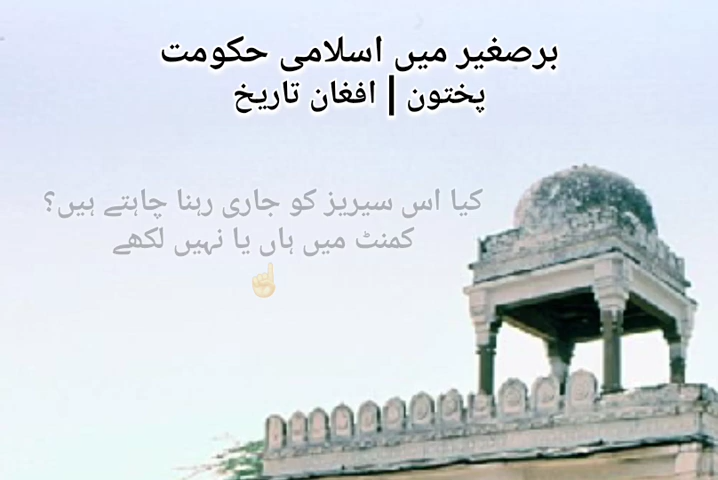 برصغیر میں اسلامی حکومت
پختون | افغان تاریخ
کیا اس سیریز کو جاری رہنا چاہتے ہیں؟
کمنٹ میں ہاں یا نہیں لکھے
☝